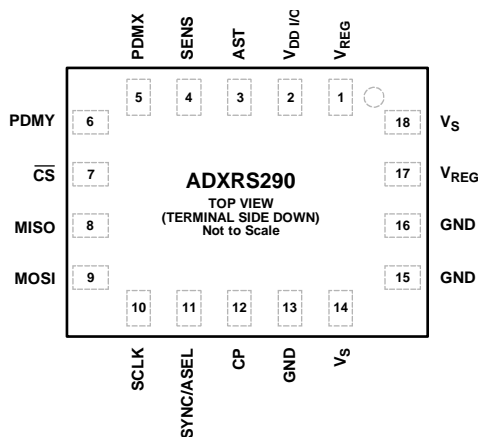 PDMX
SENS
AST
VDD I/C
VREG
5
4
3
2
1
PDMY
6
18
VS
CS
7
ADXRS290
17
VREG
TOP VIEW
(TERMINAL SIDE DOWN)
Not to Scale
MISO
8
16
GND
MOSI
9
15
GND
10
11
12
13
14
SCLK
SYNC/ASEL
CP
GND
VS